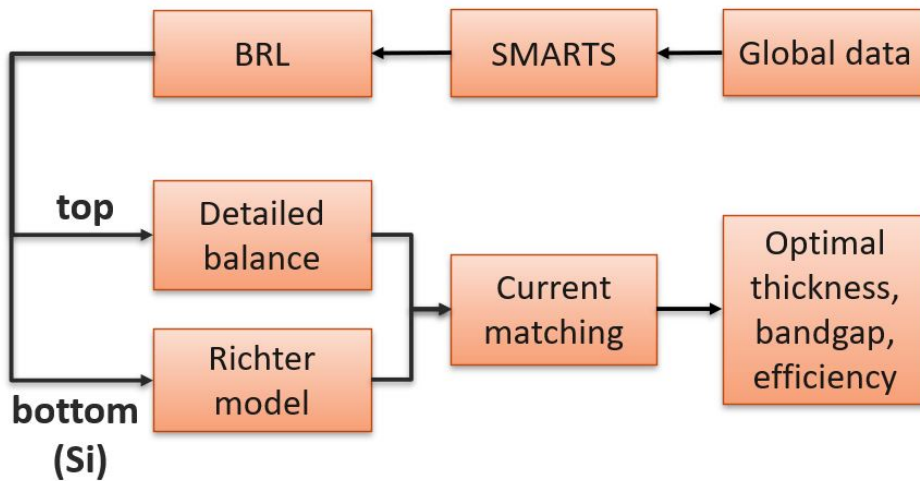 BRL
SMARTS
Global data
top
Detailed
balance
Current
matching
Optimal
thickness,
bandgap,
efficiency
Richter
model
bottom
(Si)